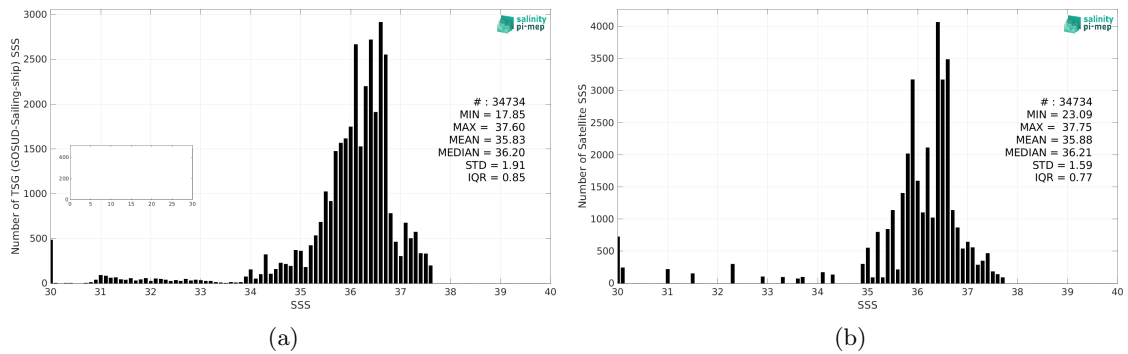 salinity
pi-mep
Number of TSG (GOSUD-Sailing-ship) SSS
3000
2500
2000
1500
1000
500
0
# : 34734
MIN = 17.85
MAX = 37.60
MEAN = 35.83
MEDIAN = 36.20
STD = 1.91
IQR = 0.85
400
200
0
0 5 10 15 20 25 30
30 31 32 33 34 35 36 37 38 39 40
SSS
(a)
salinity
pi-mep
Number of Satellite SSS
4000
3500
3000
2500
2000
1500
1000
500
0
# : 34734
MIN = 23.09
MAX = 37.75
MEAN = 35.88
MEDIAN = 36.21
STD = 1.59
IQR = 0.77
30 31 32 33 34 35 36 37 38 39 40
SSS
(b)